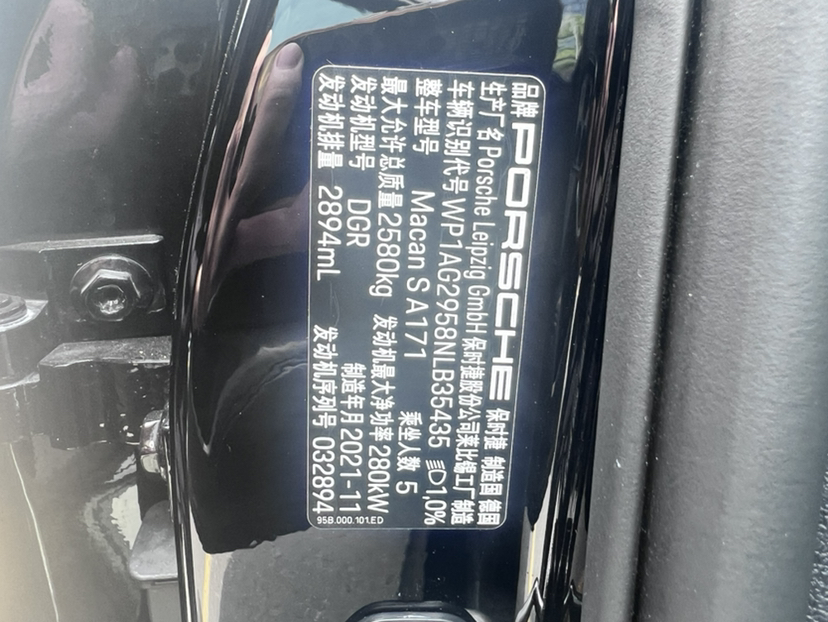 品牌 PORSCHE 保时捷 制造国 德国
生产厂名 Porsche Leipzig GmbH 保时捷股份公司莱比锡工厂制造
车辆识别代号 WP1AG2958NLB35435 1,0%
整车型号 Macan S A171 乘坐人数 5
最大允许总质量 2580kg 发动机最大净功率 280kW
发动机型号 DGR 制造年月 2021-11
发动机排量 2894mL 发动机序列号 032894
95B.000.101.ED